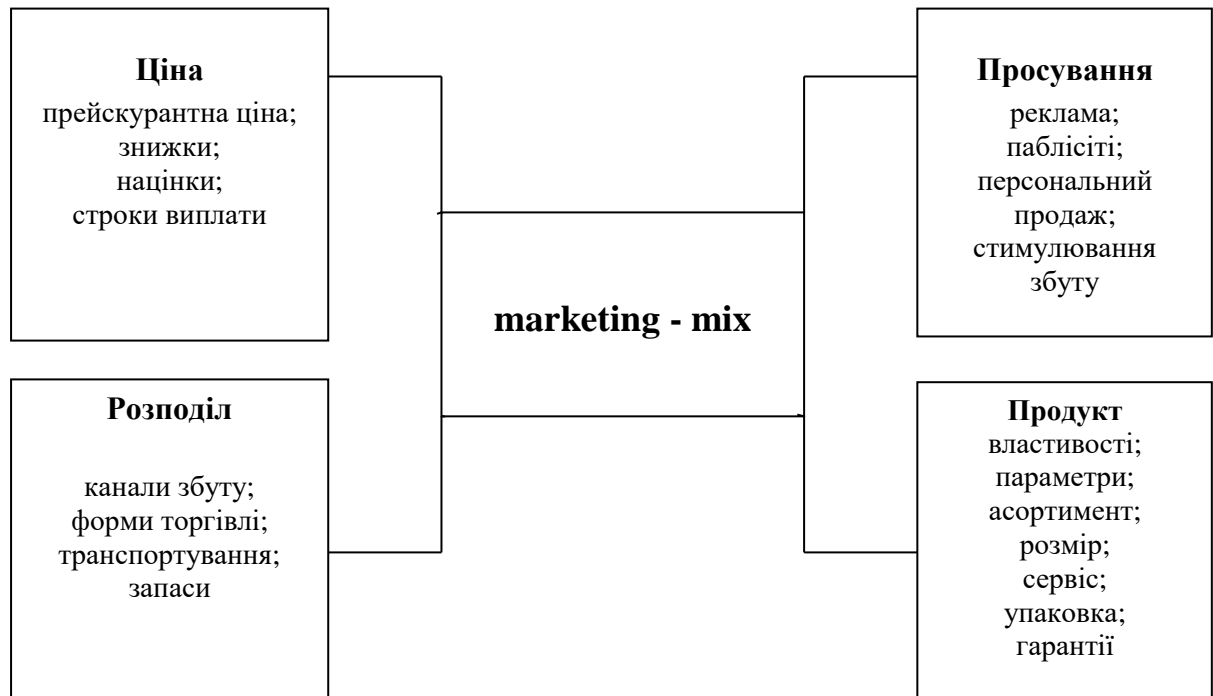 Ціна
прейскурантна ціна;
знижки;
націнки;
строки виплати
Просування
реклама;
паблісіті;
персональний
продаж;
стимулювання
збуту
marketing - mix
Розподіл
канали збуту;
форми торгівлі;
транспортування;
запаси
Продукт
властивості;
параметри;
асортимент;
розмір;
сервіс;
упаковка;
гарантії